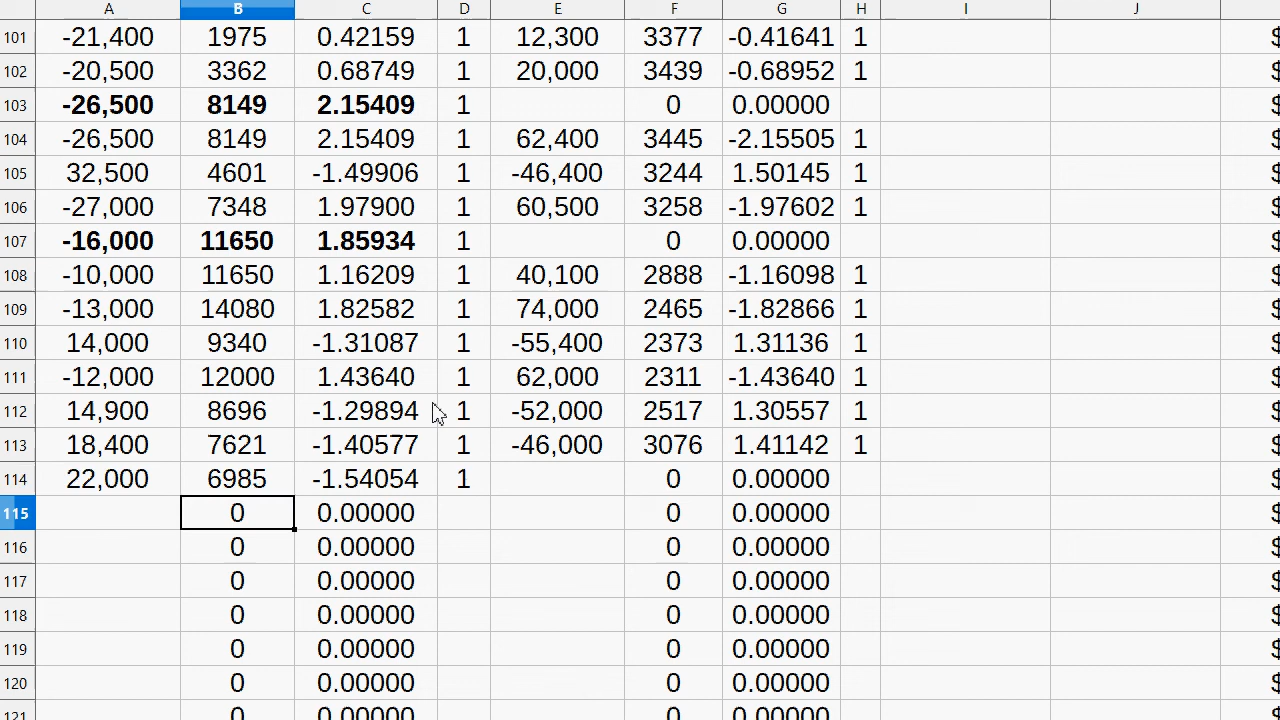 A B C D E F G H I J
101 -21,400 1975 0.42159 1 12,300 3377 -0.41641 1 $
102 -20,500 3362 0.68749 1 20,000 3439 -0.68952 1 $
103 -26,500 8149 2.15409 1 0 0.00000 $
104 -26,500 8149 2.15409 1 62,400 3445 -2.15505 1 $
105 32,500 4601 -1.49906 1 -46,400 3244 1.50145 1 $
106 -27,000 7348 1.97900 1 60,500 3258 -1.97602 1 $
107 -16,000 11650 1.85934 1 0 0.00000 $
108 -10,000 11650 1.16209 1 40,100 2888 -1.16098 1 $
109 -13,000 14080 1.82582 1 74,000 2465 -1.82866 1 $
110 14,000 9340 -1.31087 1 -55,400 2373 1.31136 1 $
111 -12,000 12000 1.43640 1 62,000 2311 -1.43640 1 $
112 14,900 8696 -1.29894 1 -52,000 2517 1.30557 1 $
113 18,400 7621 -1.40577 1 -46,000 3076 1.41142 1 $
114 22,000 6985 -1.54054 1 0 0.00000 $
115 0 0.00000 0 0.00000 $
116 0 0.00000 0 0.00000 $
117 0 0.00000 0 0.00000 $
118 0 0.00000 0 0.00000 $
119 0 0.00000 0 0.00000 $
120 0 0.00000 0 0.00000 $
121 0 0.00000 0 0.00000 $